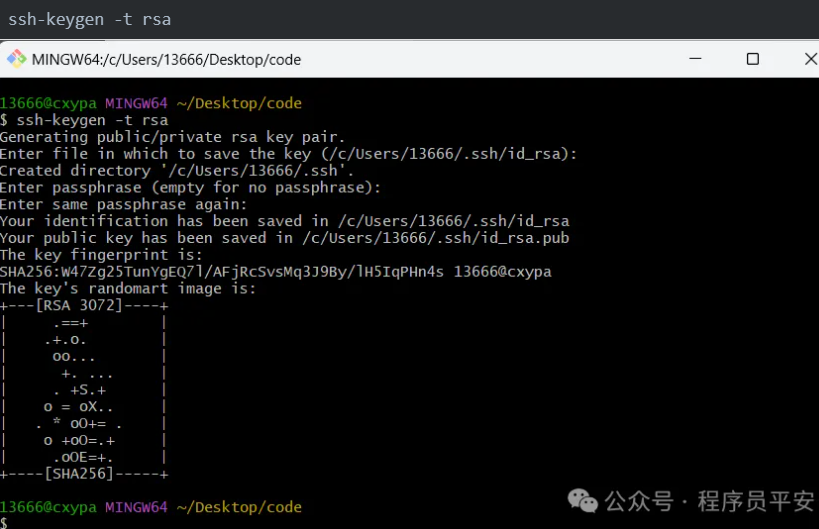 ssh-keygen -t rsa
MINGW64:/c/Users/13666/Desktop/code
13666@cxypa MINGW64 ~/Desktop/code
$ ssh-keygen -t rsa
Generating public/private rsa key pair.
Enter file in which to save the key (/c/Users/13666/.ssh/id_rsa):
Created directory '/c/Users/13666/.ssh'.
Enter passphrase (empty for no passphrase):
Enter same passphrase again:
Your identification has been saved in /c/Users/13666/.ssh/id_rsa
Your public key has been saved in /c/Users/13666/.ssh/id_rsa.pub
The key fingerprint is:
SHA256:W47Zg25TunYgEQ7l/AFjRcSvsMq3J9By/lH5IqPHn4s 13666@cxypa
The key's randomart image is:
+---[RSA 3072]----+
|     .==+        |
|    .+.o.        |
|     oo...       |
|      +. ...     |
|     . +S.+      |
|    o = oX..     |
|   . * oO+= .    |
|    o +oO=.+     |
|     .oOE=+.     |
+----[SHA256]-----+
13666@cxypa MINGW64 ~/Desktop/code
$
公众号 · 程序员平安